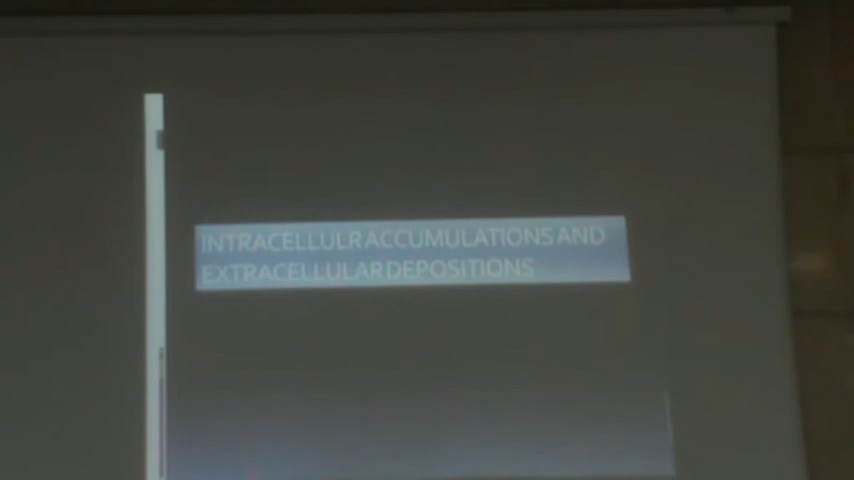 INTRACELLULR ACCUMULATIONS AND
EXTRACELLULAR DEPOSITIONS